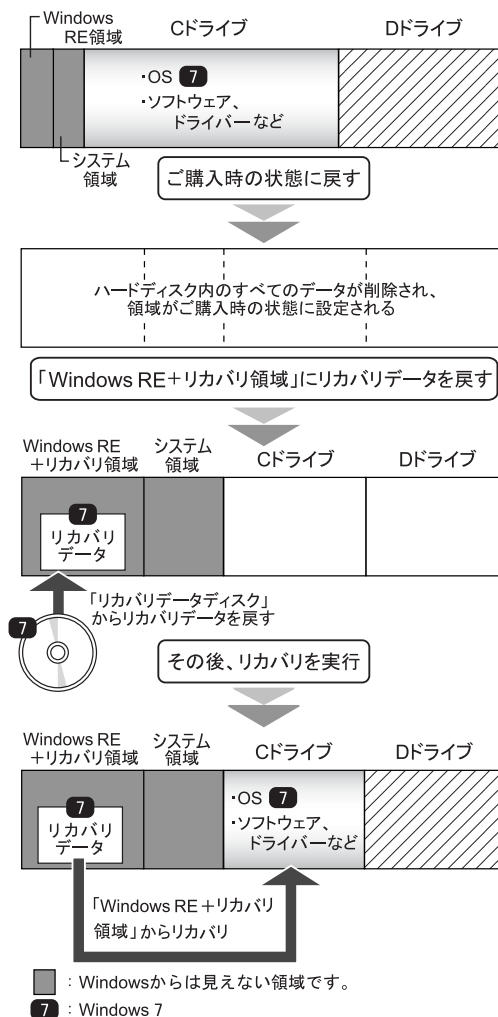 Windows
RE領域
Cドライブ
Dドライブ
・OS 7
・ソフトウェア、
ドライバーなど
システム
領域
ご購入時の状態に戻す
ハードディスク内のすべてのデータが削除され、
領域がご購入時の状態に設定される
「Windows RE+リカバリ領域」にリカバリデータを戻す
Windows RE
+リカバリ領域
システム
領域
Cドライブ
Dドライブ
7
リカバリ
データ
「リカバリデータディスク」
からリカバリデータを戻す
7
その後、リカバリを実行
Windows RE
+リカバリ領域
システム
領域
Cドライブ
Dドライブ
7
リカバリ
データ
・OS 7
・ソフトウェア、
ドライバーなど
「Windows RE+リカバリ
領域」からリカバリ
：Windowsからは見えない領域です。
7：Windows 7